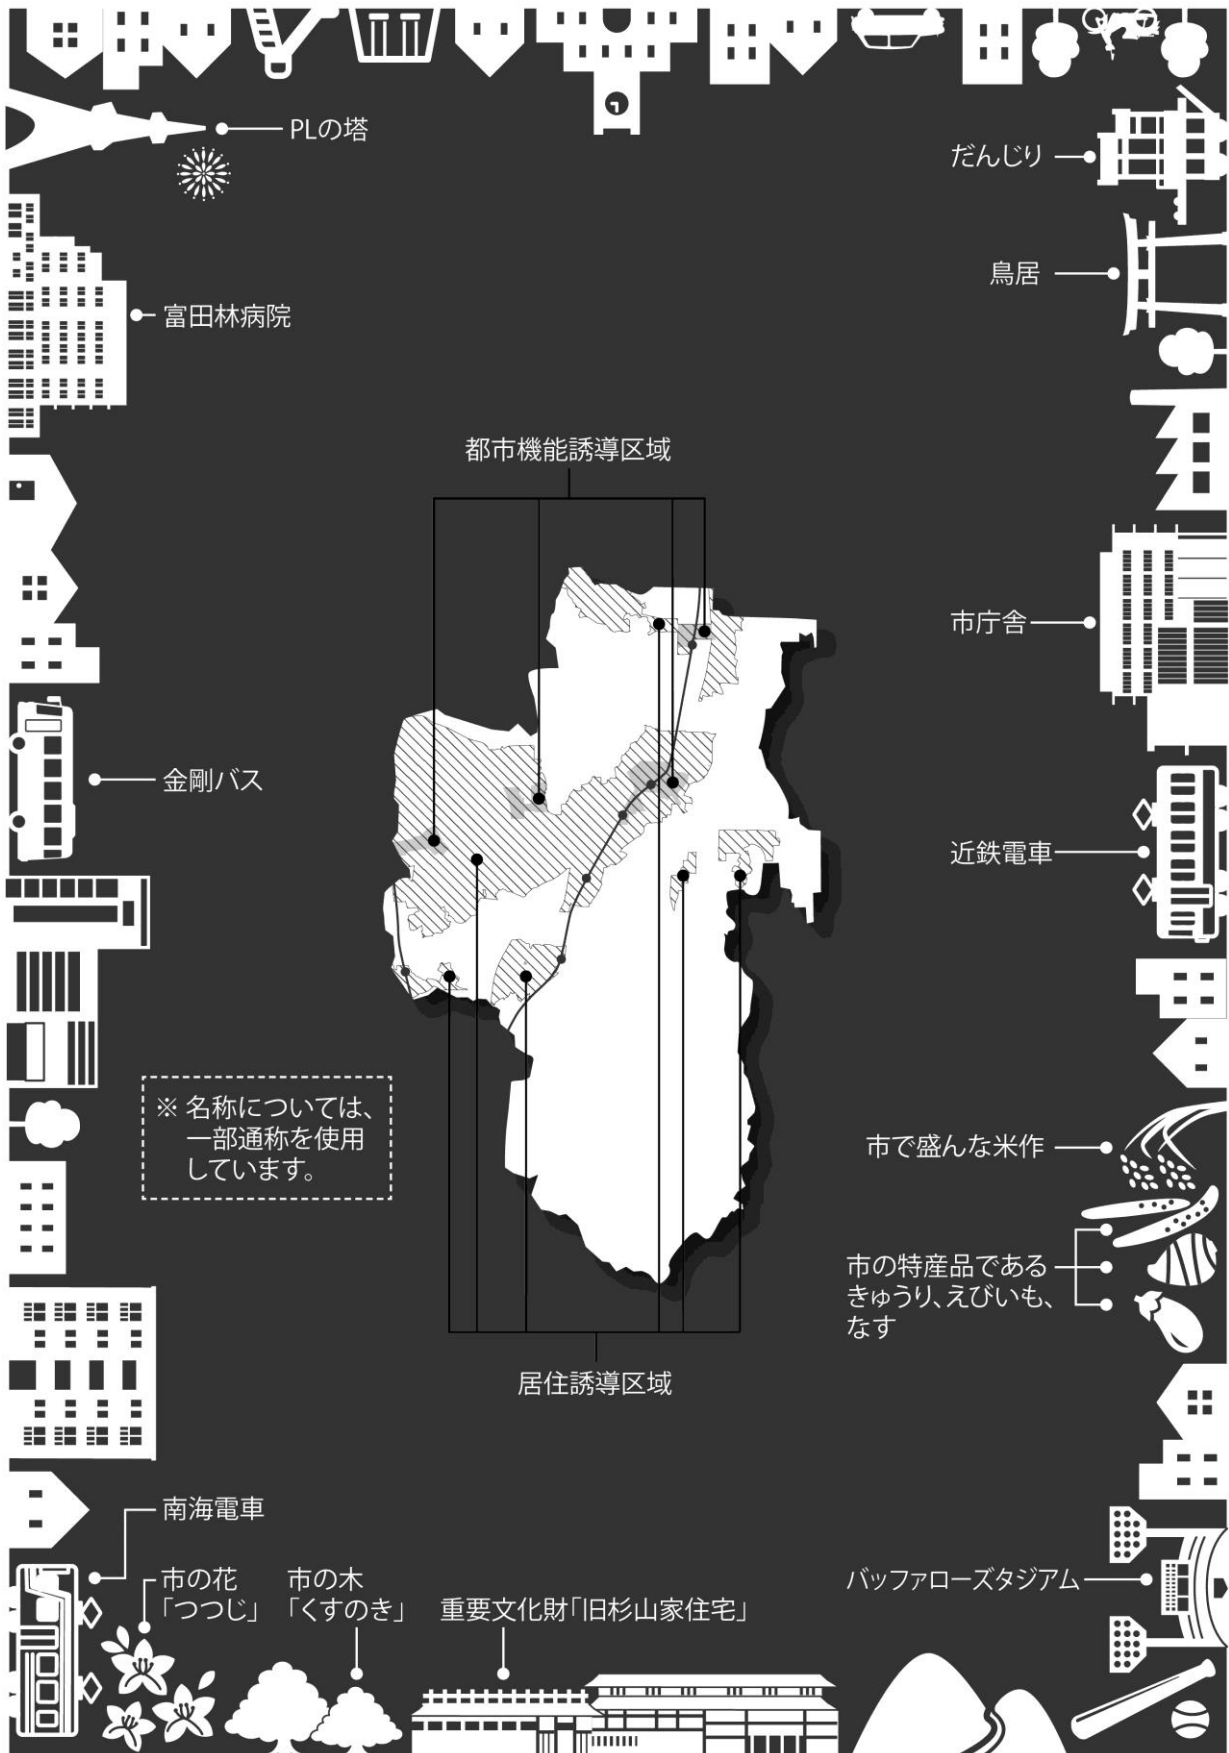 PLの塔
だんじり
鳥居
富田林病院
都市機能誘導区域
市庁舎
金剛バス
近鉄電車
※ 名称については、
一部通称を使用
しています。
市で盛んな米作
市の特産品である
きゅうり、えびいも、
なす
居住誘導区域
南海電車
市の花
「つつじ」
市の木
「くすのき」
重要文化財「旧杉山家住宅」
バッファローズタジアム